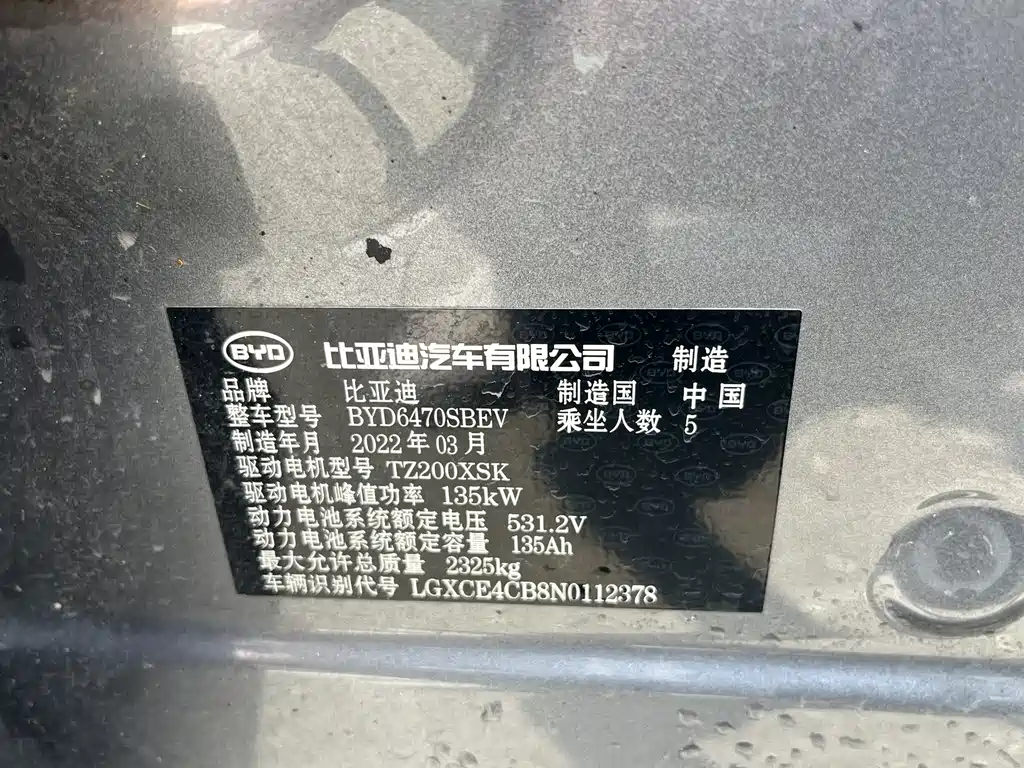 BYD 比亚迪汽车有限公司 制造
品牌 比亚迪 制造国 中国
整车型号 BYD6470SBEV 乘坐人数 5
制造年月 2022年03月
驱动电机型号 TZ200XSK
驱动电机峰值功率 135kW
动力电池系统额定电压 531.2V
动力电池系统额定容量 135Ah
最大允许总质量 2325kg
车辆识别代号 LGXCE4CB8N0112378